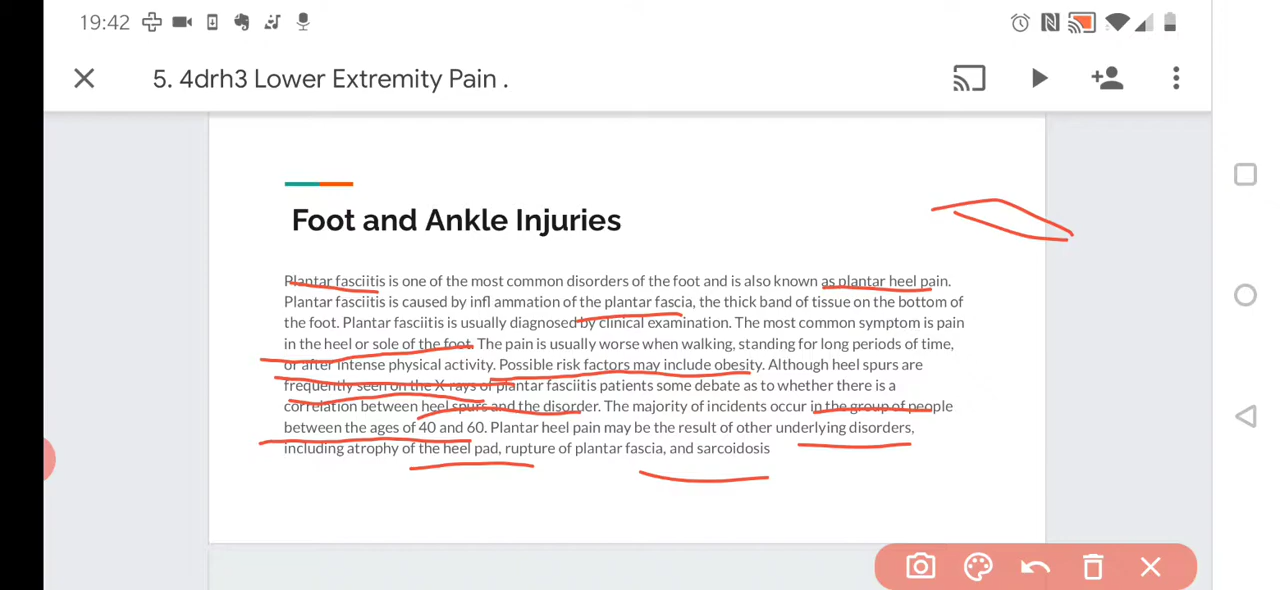 19:42
5. 4drh3 Lower Extremity Pain .
Foot and Ankle Injuries
Plantar fasciitis is one of the most common disorders of the foot and is also known as plantar heel pain.
Plantar fasciitis is caused by infl ammation of the plantar fascia, the thick band of tissue on the bottom of
the foot. Plantar fasciitis is usually diagnosed by clinical examination. The most common symptom is pain
in the heel or sole of the foot. The pain is usually worse when walking, standing for long periods of time,
or after intense physical activity. Possible risk factors may include obesity. Although heel spurs are
frequently seen on the X-rays of plantar fasciitis patients some debate as to whether there is a
correlation between heel spurs and the disorder. The majority of incidents occur in the group of people
between the ages of 40 and 60. Plantar heel pain may be the result of other underlying disorders,
including atrophy of the heel pad, rupture of plantar fascia, and sarcoidosis